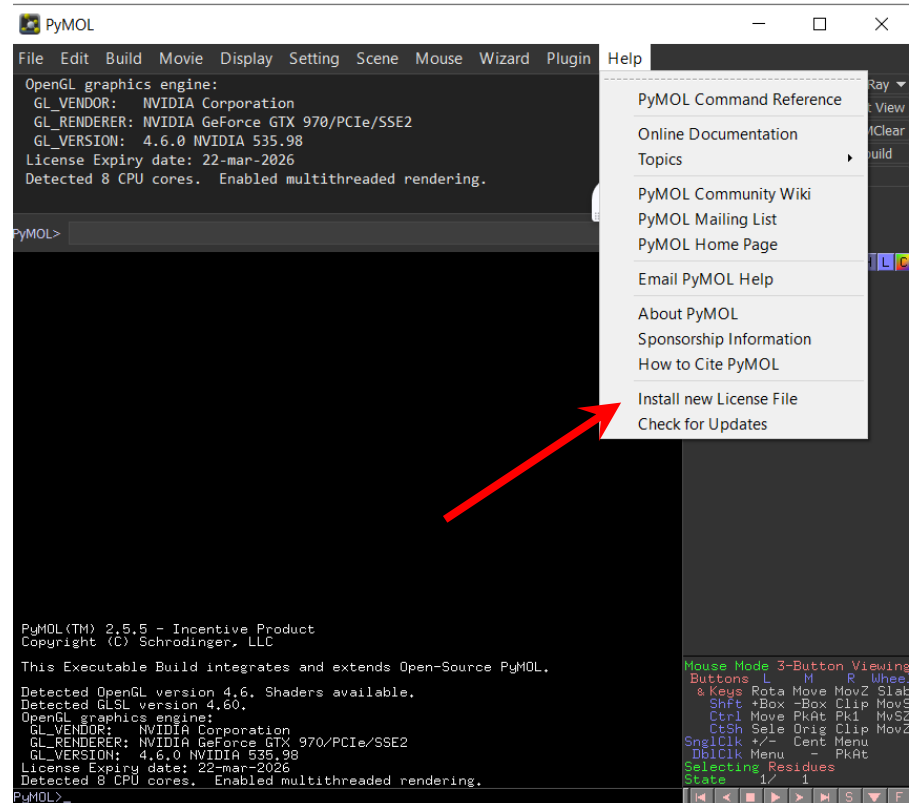 PyMOL
File Edit Build Movie Display Setting Scene Mouse Wizard Plugin Help
OpenGL graphics engine:
GL_VENDOR: NVIDIA Corporation
GL_RENDERER: NVIDIA GeForce GTX 970/PCIe/SSE2
GL_VERSION: 4.6.0 NVIDIA 535.98
License Expiry date: 22-mar-2026
Detected 8 CPU cores. Enabled multithreaded rendering.
PyMOL>
Ray
View
MClear
PyMOL Command Reference
Online Documentation
Topics
PyMOL Community Wiki
PyMOL Mailing List
PyMOL Home Page
Email PyMOL Help
About PyMOL
Sponsorship Information
How to Cite PyMOL
Install new License File
Check for Updates
L C
PyMOL(TM) 2.5.5 - Incentive Product
Copyright (C) Schrodinger, LLC
This Executable Build integrates and extends Open-Source PyMOL.
Detected OpenGL version 4.6. Shaders available.
Detected GLSL version 4.60.
OpenGL graphics engine:
GL_VENDOR: NVIDIA Corporation
GL_RENDERER: NVIDIA GeForce GTX 970/PCIe/SSE2
GL_VERSION: 4.6.0 NVIDIA 535.98
License Expiry date: 22-mar-2026
Detected 8 CPU cores. Enabled multithreaded rendering.
PyMOL>_
Mouse Mode 3-Button Viewing
Buttons L M R Whee
& Keys Rota Move MovZ Slab
Shft +Box -Box Clip MovS
Ctrl Move PkAt Pk1 MvSZ
CtSh Sele Orig Clip MovZ
SnglClk +/- Cent Menu
DblClk Menu - PkAt
Selecting Residues
State 1/ 1
S F